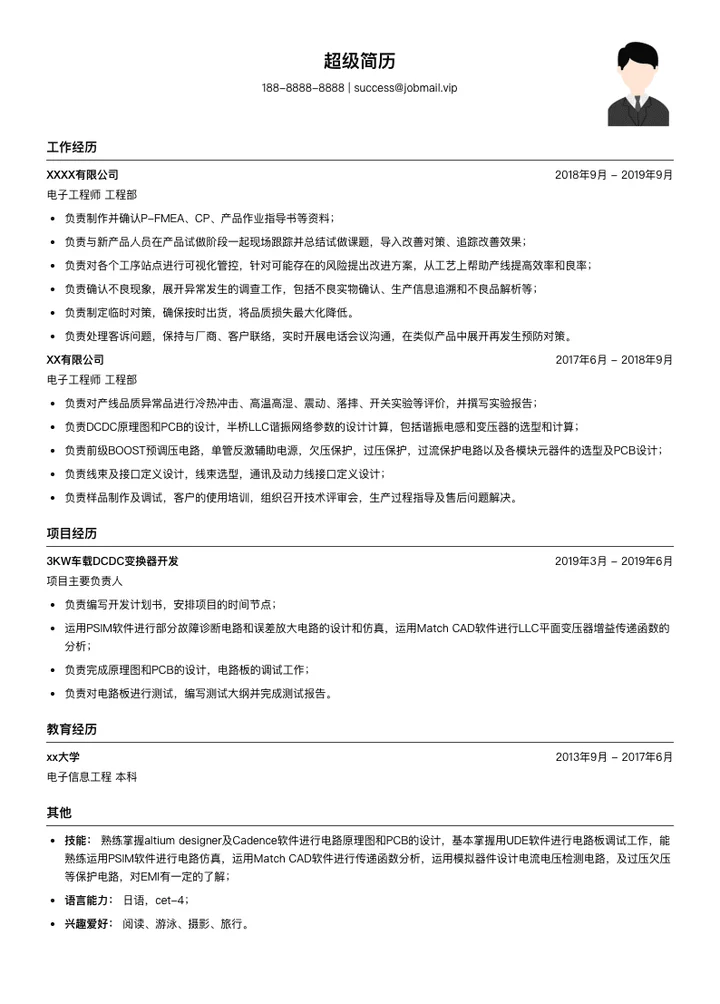 超级简历
188-8888-8888 | success@jobmail.vip
工作经历
XXXX有限公司 2018年9月 - 2019年9月
电子工程师 工程部
• 负责制作并确认P-FMEA、CP、产品作业指导书等资料；
• 负责与新产品人员在产品试做阶段一起现场跟踪并总结试做课题，导入改善对策、追踪改善效果；
• 负责对各个工序站点进行可视化管控，针对可能存在的风险提出改进方案，从工艺上帮助产线提高效率和良率；
• 负责确认不良现象，展开异常发生的调查工作，包括不良实物确认、生产信息追溯和不良品解析等；
• 负责制定临时对策，确保按时出货，将品质损失最大化降低。
• 负责处理客诉问题，保持与厂商、客户联络，实时开展电话会议沟通，在类似产品中展开再发生预防对策。
XX有限公司 2017年6月 - 2018年9月
电子工程师 工程部
• 负责对产线品质异常品进行冷热冲击、高温高湿、震动、落摔、开关实验等评价，并撰写实验报告；
• 负责DCDC原理图和PCB的设计，半桥LLC谐振网络参数的设计计算，包括谐振电感和变压器的选型和计算；
• 负责前级BOOST预调压电路，单管反激辅助电源，欠压保护，过压保护，过流保护电路以及各模块元器件的选型及PCB设计；
• 负责线束及接口定义设计，线束选型，通讯及动力线接口定义设计；
• 负责样品制作及调试，客户的使用培训，组织召开技术评审会，生产过程指导及售后问题解决。
项目经历
3KW车载DCDC变换器开发 2019年3月 - 2019年6月
项目主要负责人
• 负责编写开发计划书，安排项目的时间节点；
• 运用PSIM软件进行部分故障诊断电路和误差放大电路的设计和仿真，运用Match CAD软件进行LLC平面变压器增益传递函数的
分析；
• 负责完成原理图和PCB的设计，电路板的调试工作；
• 负责对电路板进行测试，编写测试大纲并完成测试报告。
教育经历
xx大学 2013年9月 - 2017年6月
电子信息工程 本科
其他
• 技能： 熟练掌握altium designer及Cadence软件进行电路原理图和PCB的设计，基本掌握用UDE软件进行电路板调试工作，能
熟练运用PSIM软件进行电路仿真，运用Match CAD软件进行传递函数分析，运用模拟器件设计电流电压检测电路，及过压欠压
等保护电路，对EMI有一定的了解；
• 语言能力： 日语，cet-4；
• 兴趣爱好： 阅读、游泳、摄影、旅行。